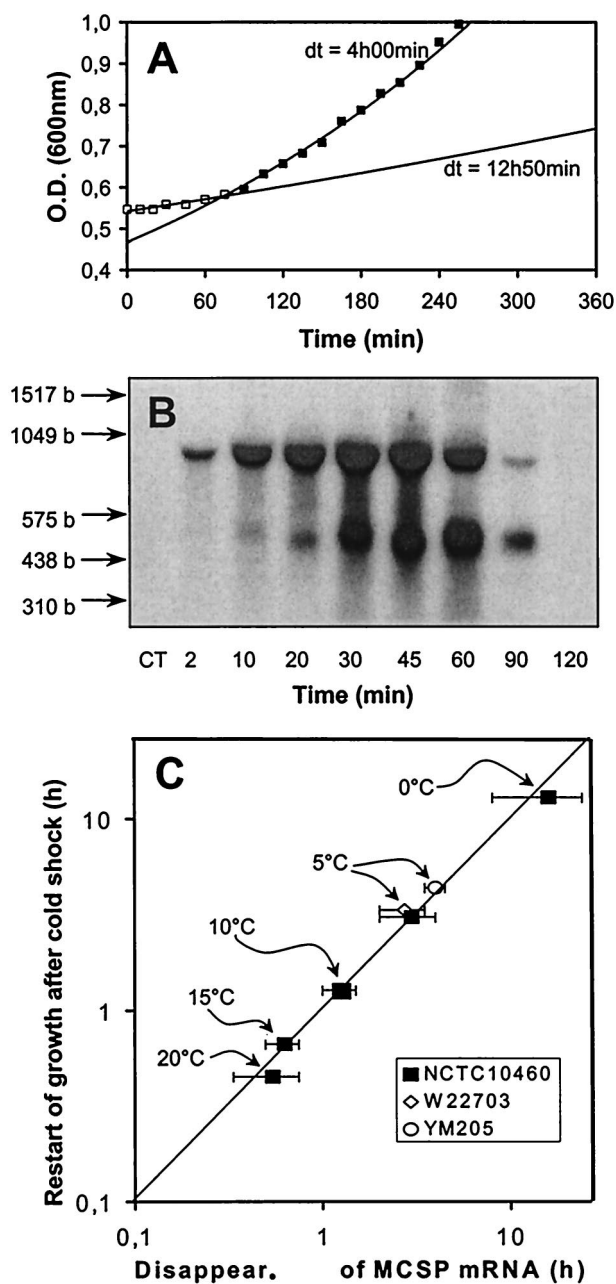 A
1,0
0,9
0,8
0,7
0,6
0,5
0,4
O.D. (600nm)
dt = 4h00min
dt = 12h50min
0 60 120 180 240 300 360
Time (min)
B
1517 b
1049 b
575 b
438 b
310 b
CT 2 10 20 30 45 60 90 120
Time (min)
C
Restart of growth after cold shock (h)
10
1
0,1
0°C
5°C
10°C
15°C
20°C
NCTC10460
W22703
YM205
0,1 1 10
Disappear. of MCSP mRNA (h)